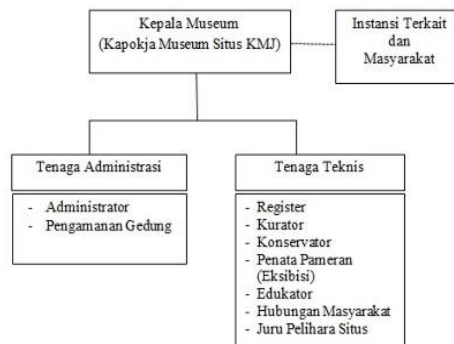 Kepala Museum
(Kapokja Museum Situs KMJ)
Instansi Terkait
dan
Masyarakat
Tenaga Administrasi
- Administrator
- Pengamanan Gedung
Tenaga Teknis
- Register
- Kurator
- Konservator
- Penata Pameran
(Eksibisi)
- Edukator
- Hubungan Masyarakat
- Juru Pelihara Situs